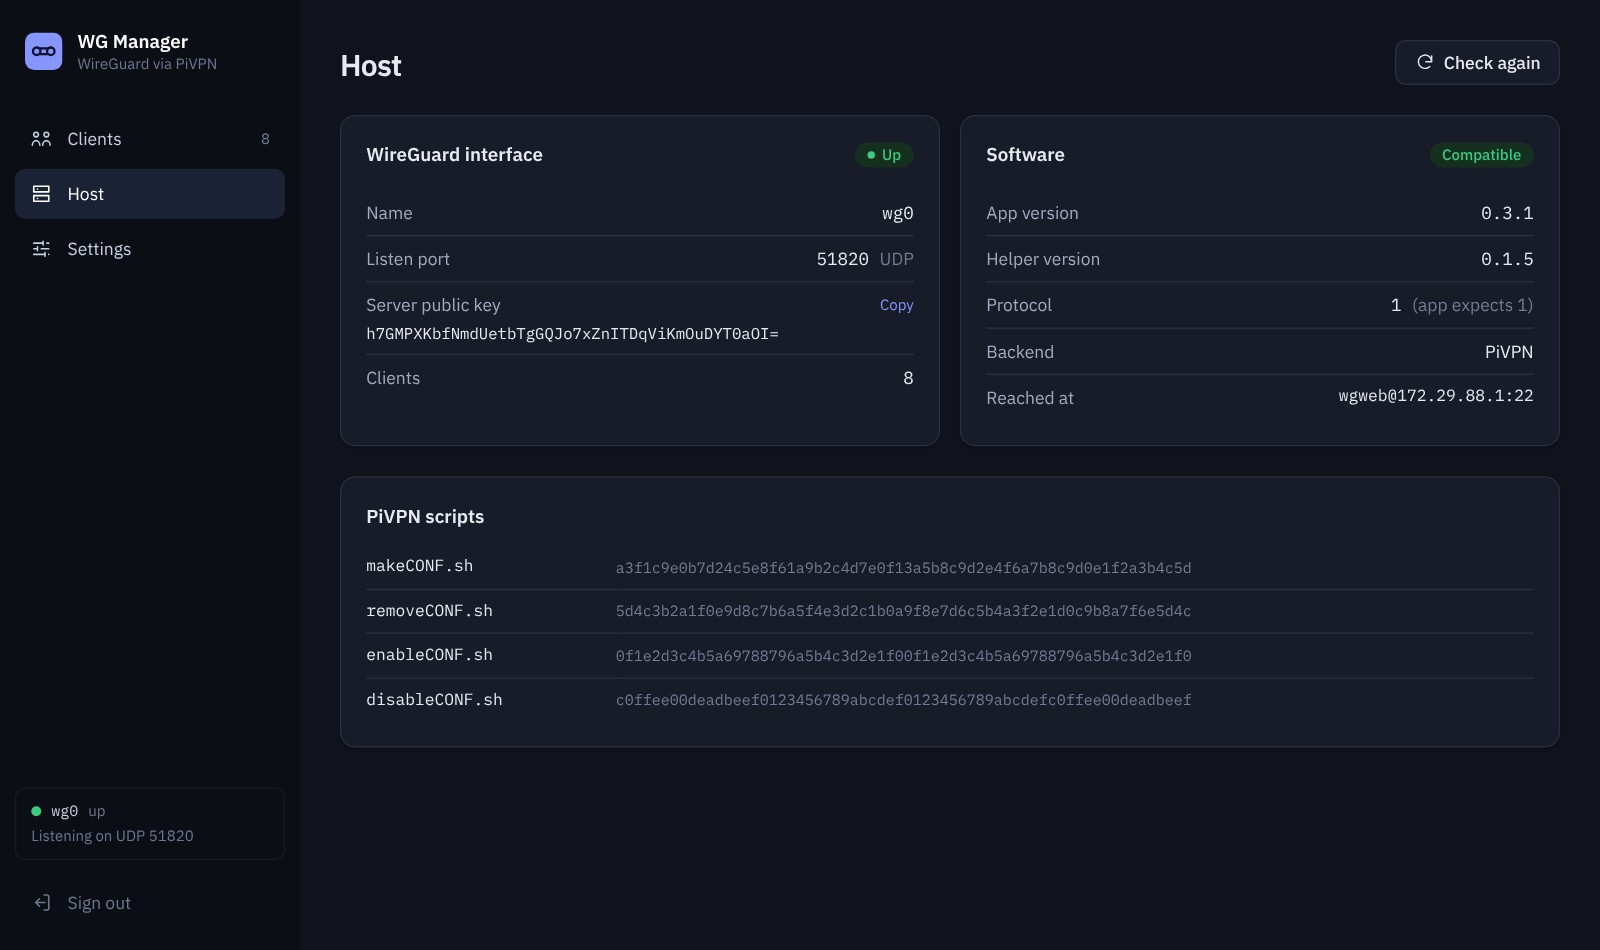 WG Manager
WireGuard via PiVPN
Clients 8
Host
Settings
wg0 up
Listening on UDP 51820
Sign out
Host
Check again
WireGuard interface
Up
Name wg0
Listen port 51820 UDP
Server public key Copy
h7GMPXKbfNmdUetbTgGQJo7xZnITDqViKmOuDYT0aOI=
Clients 8
Software
Compatible
App version 0.3.1
Helper version 0.1.5
Protocol 1 (app expects 1)
Backend PiVPN
Reached at wgweb@172.29.88.1:22
PiVPN scripts
makeCONF.sh a3f1c9e0b7d24c5e8f61a9b2c4d7e0f13a5b8c9d2e4f6a7b8c9d0e1f2a3b4c5d
removeCONF.sh 5d4c3b2a1f0e9d8c7b6a5f4e3d2c1b0a9f8e7d6c5b4a3f2e1d0c9b8a7f6e5d4c
enableCONF.sh 0f1e2d3c4b5a69788796a5b4c3d2e1f00f1e2d3c4b5a69788796a5b4c3d2e1f0
disableCONF.sh c0ffee00deadbeef0123456789abcdef0123456789abcdefc0ffee00deadbeef